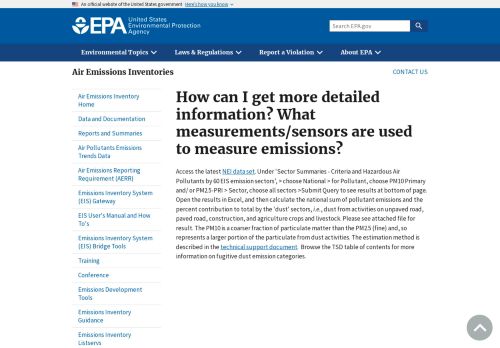 An official website of the United States government Here's how you know
EPA United States
Environmental Protection
Agency
Search EPA.gov
Environmental Topics Laws & Regulations Report a Violation About EPA
Air Emissions Inventories
CONTACT US
Air Emissions Inventory
Home
Data and Documentation
Reports and Summaries
Air Pollutants Emissions
Trends Data
Air Emissions Reporting
Requirement (AERR)
Emissions Inventory System
(EIS) Gateway
EIS User's Manual and How
To's
Emissions Inventory System
(EIS) Bridge Tools
Training
Conference
Emissions Development
Tools
Emissions Inventory
Guidance
Emissions Inventory
Listservs
How can I get more detailed
information? What
measurements/sensors are used
to measure emissions?
Access the latest NEI data set. Under 'Sector Summaries - Criteria and Hazardous Air
Pollutants by 60 EIS emission sectors', > choose National > for Pollutant, choose PM10 Primary
and/ or PM2.5-PRI > Sector, choose all sectors >Submit Query to see results at bottom of page.
Open the results in Excel, and then calculate the national sum of pollutant emissions and the
percent contribution to total by the 'dust' sectors, i.e., dust from activities on unpaved road,
paved road, construction, and agriculture crops and livestock. Please see attached file for
result. The PM10 is a coarser fraction of particulate matter than the PM2.5 (fine) and, so
represents a larger portion of the particulate from dust activities. The estimation method is
described in the technical support document. Browse the TSD table of contents for more
information on fugitive dust emission categories.